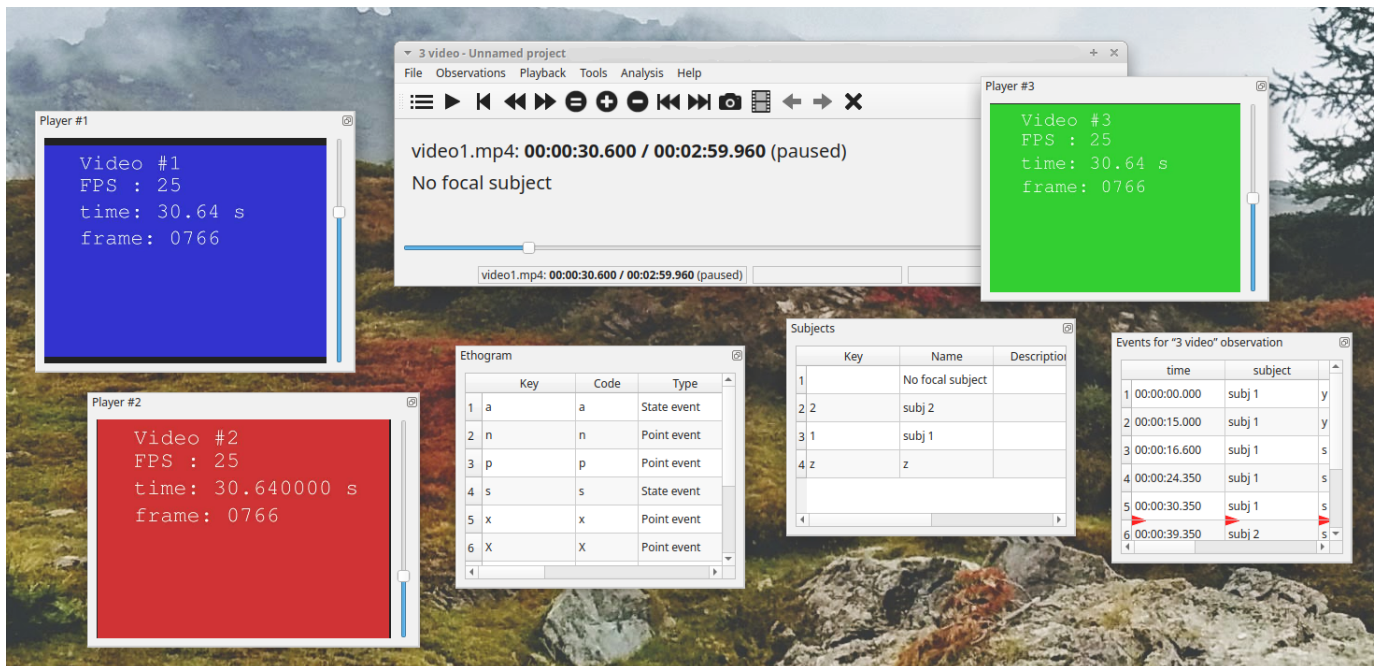 3 video - Unnamed project
File Observations Playback Tools Analysis Help
video1.mp4: 00:00:30.600 / 00:02:59.960 (paused)
No focal subject
video1.mp4: 00:00:30.600 / 00:02:59.960 (paused)
Player #1
Video #1
FPS : 25
time: 30.64 s
frame: 0766
Player #3
Video #3
FPS : 25
time: 30.64 s
frame: 0766
Player #2
Video #2
FPS : 25
time: 30.640000 s
frame: 0766
Ethogram
Key Code Type
1 a a State event
2 n n Point event
3 p p Point event
4 s s State event
5 x x Point event
6 X X Point event
Subjects
Key Name Description
1 No focal subject
2 2 subj 2
3 1 subj 1
4 z z
Events for "3 video" observation
time subject
1 00:00:00.000 subj 1 y
2 00:00:15.000 subj 1 y
3 00:00:16.600 subj 1 s
4 00:00:24.350 subj 1 s
5 00:00:30.350 subj 1 s
6 00:00:39.350 subj 2 s